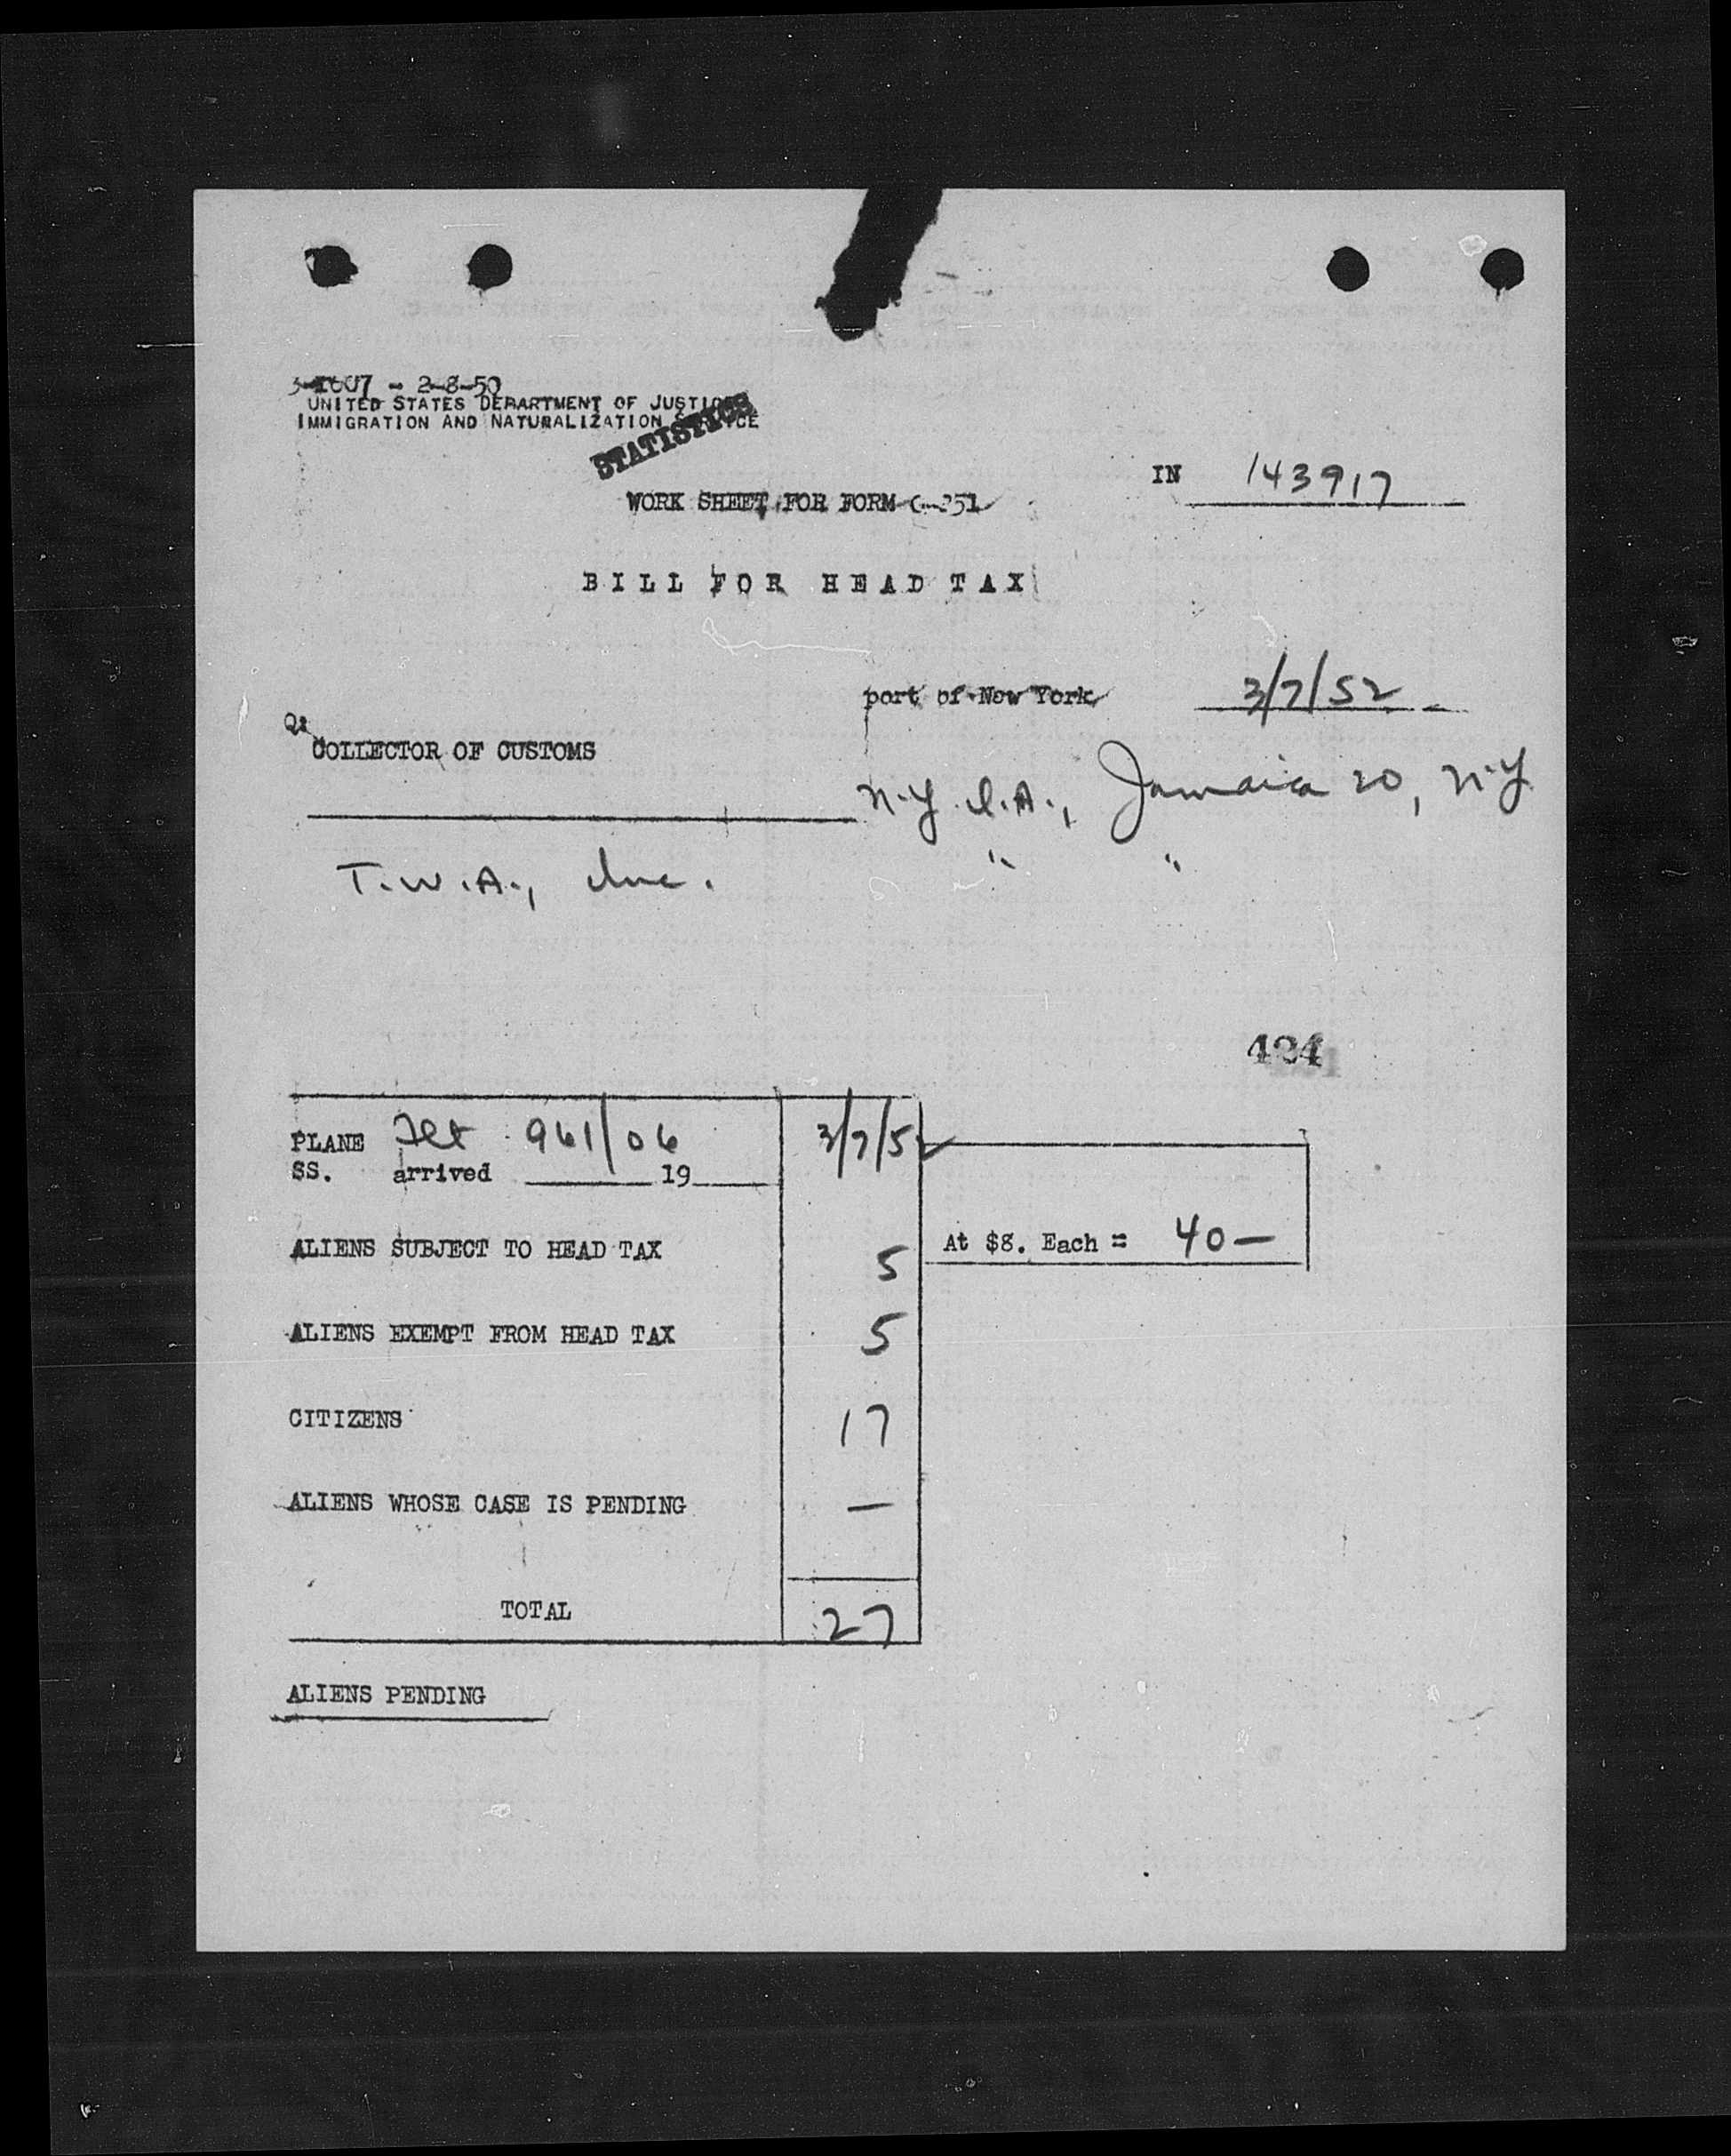 3-1607 - 2-8-50
UNITED STATES DEPARTMENT OF JUSTICE
IMMIGRATION AND NATURALIZATION SERVICE
STATISTICS
IN 143917
WORK SHEET FOR FORM G-251
BILL FOR HEAD TAX
port of New York 3/7/52
COLLECTOR OF CUSTOMS
N.Y.I.A., Jamaica 20, N.Y.
T.W.A., Inc. " "
424
PLANE 961/06 3/7/52
SS. arrived 19
ALIENS SUBJECT TO HEAD TAX 5 At $8. Each = 40—
ALIENS EXEMPT FROM HEAD TAX 5
CITIZENS 17
ALIENS WHOSE CASE IS PENDING —
TOTAL 27
ALIENS PENDING